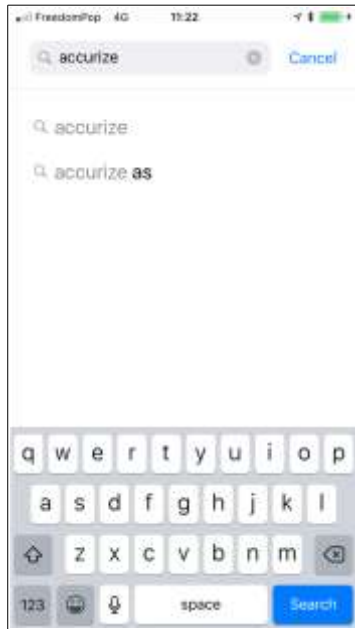 FreedomPop 4G 11:22
accurize Cancel
accurize
accurize as
q w e r t y u i o p
a s d f g h j k l
z x c v b n m
123 space Search